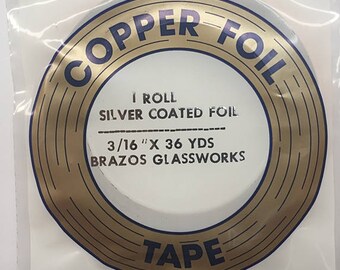 COPPER FOIL
1 ROLL
SILVER COATED FOIL
3/16 "X 36 YDS
BRAZOS GLASSWORKS
TAPE